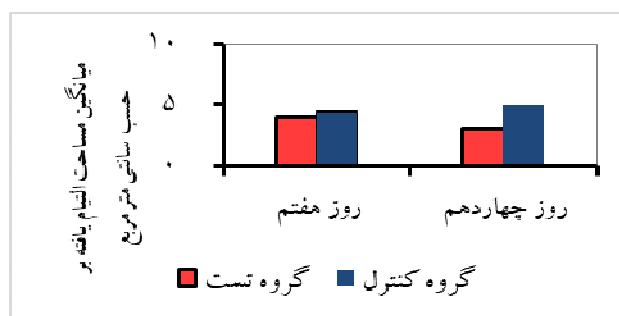 میانگین مساحت التیام یافته بر
حسب سانتی متر مربع
۱۰
۵
۰
روز هفتم
روز چهاردهم
گروه تست
گروه کنترل